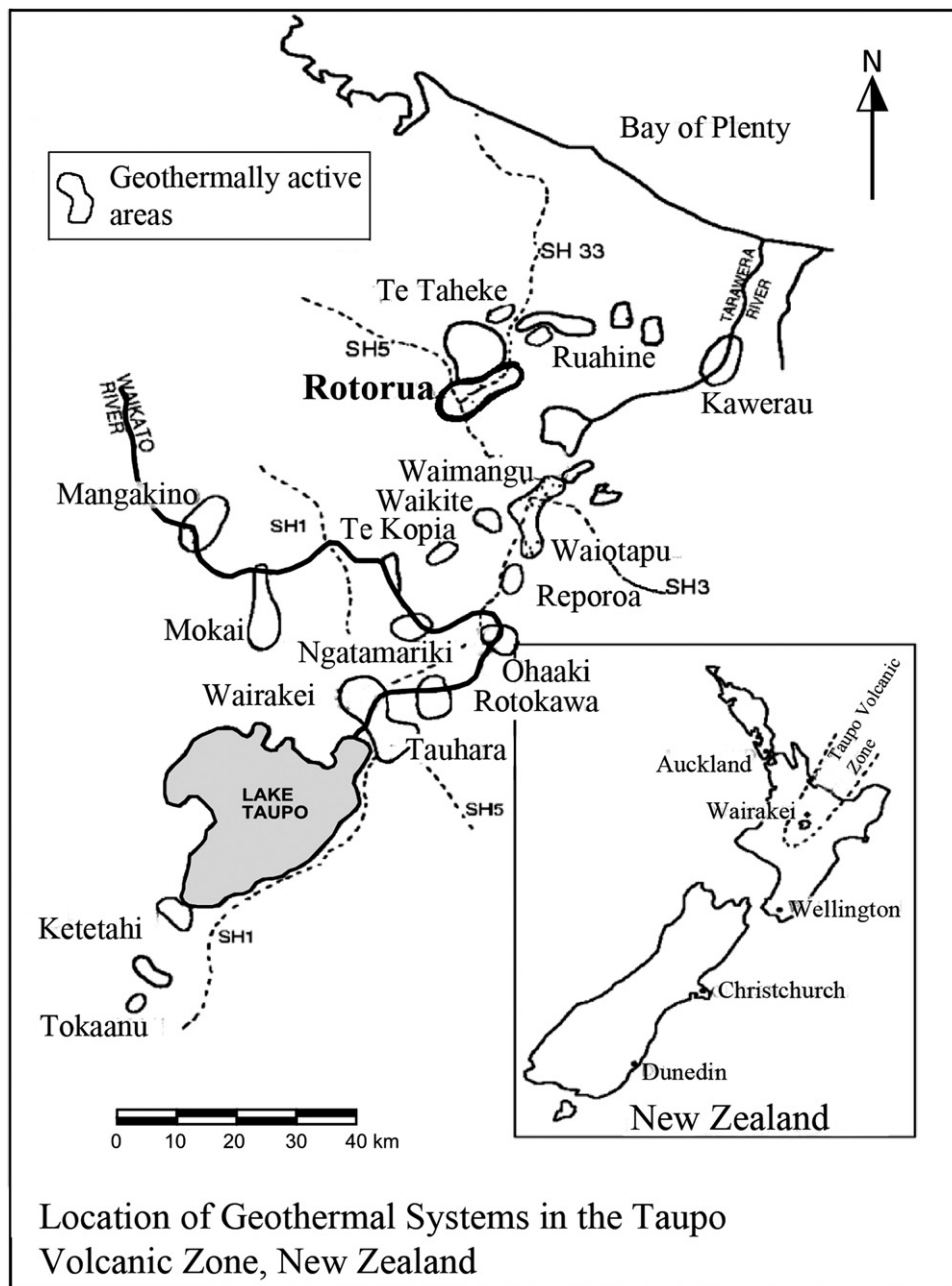 N
Bay of Plenty
Geothermally active
areas
SH 33
TARAWERA
RIVER
Te Taheke
SH5
Ruahine
Rotorua
Kawerau
WAIKATO
RIVER
Waimangu
Mangakino
Waikite
SH1
Te Kopia
Waiotapu
SH3
Reporoa
Mokai
Ngatamariki
Ohaaki
Wairakei
Rotokawa
Tauhara
LAKE
TAUPO
SH5
Ketetahi
SH1
Tokaanu
Taupo Volcanic
Zone
Auckland
Wairakei
Wellington
Christchurch
Dunedin
New Zealand
0 10 20 30 40 km
Location of Geothermal Systems in the Taupo
Volcanic Zone, New Zealand